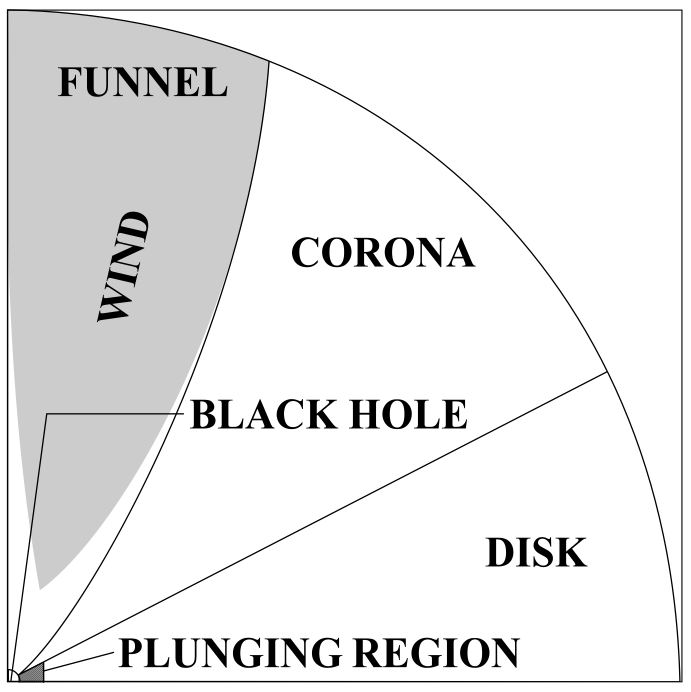 FUNNEL
WIND
CORONA
BLACK HOLE
DISK
PLUNGING REGION